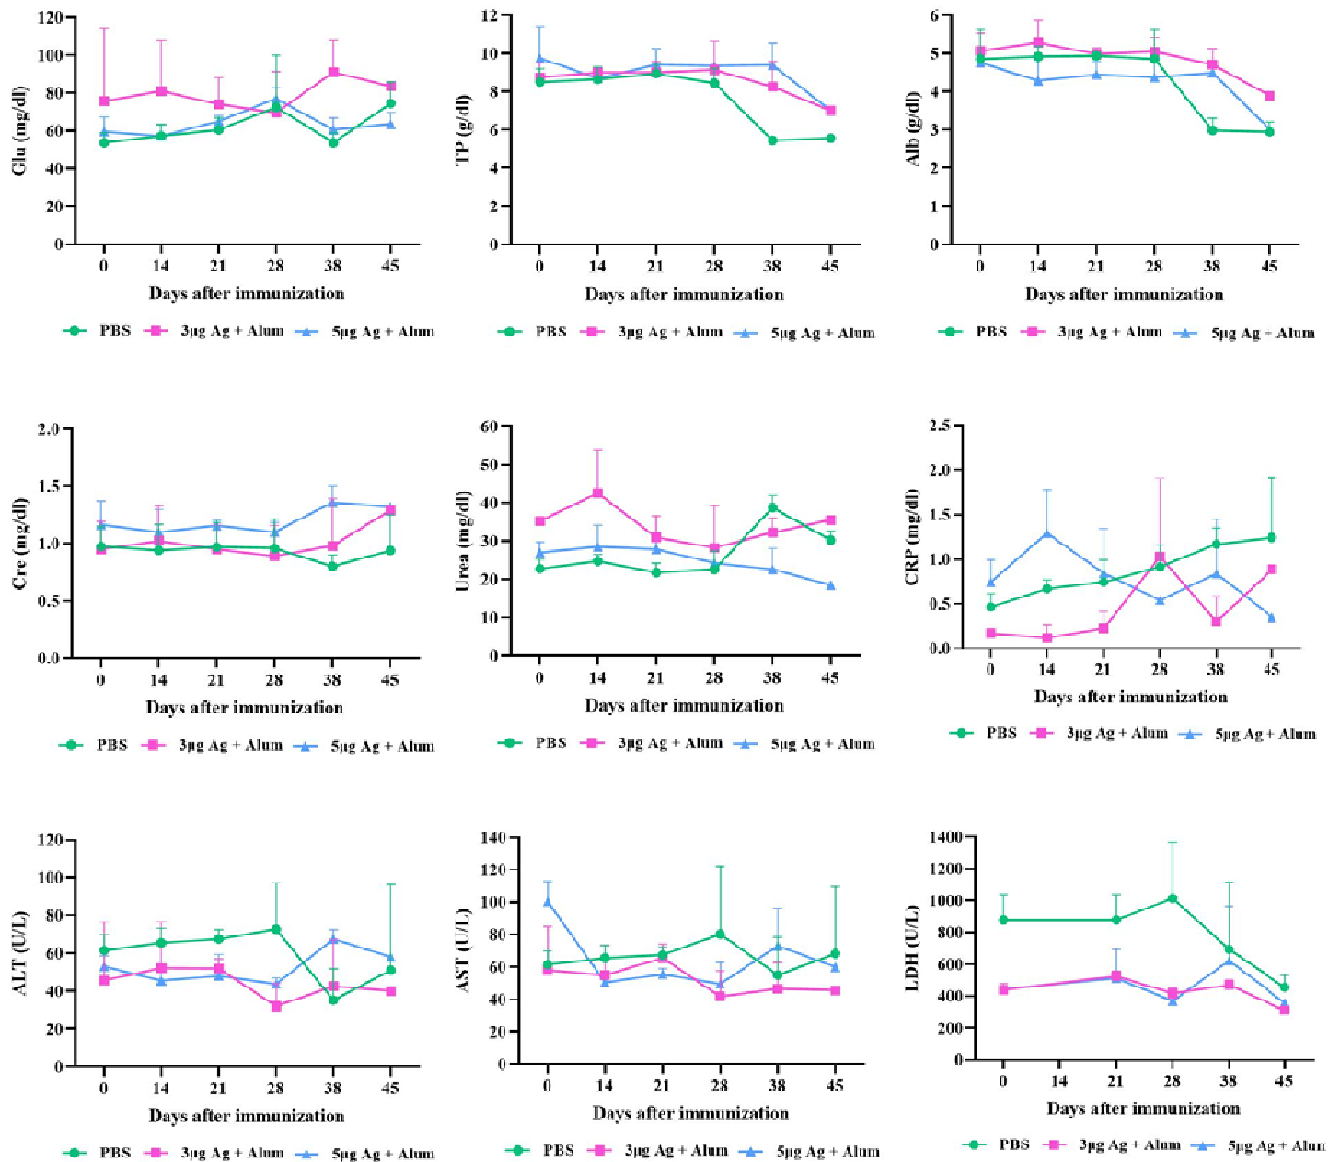 Glu (mg/dl)
120
100
80
60
40
20
0
0 14 21 28 38 45
Days after immunization
PBS 3µg Ag + Alum 5µg Ag + Alum
TP (g/dl)
12
10
8
6
4
2
0
0 14 21 28 38 45
Days after immunization
PBS 3µg Ag + Alum 5µg Ag + Alum
Alb (g/dl)
6
5
4
3
2
1
0
0 14 21 28 38 45
Days after immunization
PBS 3µg Ag + Alum 5µg Ag + Alum
Cre (mg/dl)
2.0
1.5
1.0
0.5
0.0
0 14 21 28 38 45
Days after immunization
PBS 3µg Ag + Alum 5µg Ag + Alum
Urea (mg/dl)
60
50
40
30
20
10
0
0 14 21 28 38 45
Days after immunization
PBS 3µg Ag + Alum 5µg Ag + Alum
CRP (mg/dl)
2.5
2.0
1.5
1.0
0.5
0.0
0 14 21 28 38 45
Days after immunization
PBS 3µg Ag + Alum 5µg Ag + Alum
ALT (U/L)
120
100
80
60
40
20
0
0 14 21 28 38 45
Days after immunization
PBS 3µg Ag + Alum 5µg Ag + Alum
AST (U/L)
140
120
100
80
60
40
20
0
0 14 21 28 38 45
Days after immunization
PBS 3µg Ag + Alum 5µg Ag + Alum
LDH (U/L)
1400
1200
1000
800
600
400
200
0
0 14 21 28 38 45
Days after immunization
PBS 3µg Ag + Alum 5µg Ag + Alum